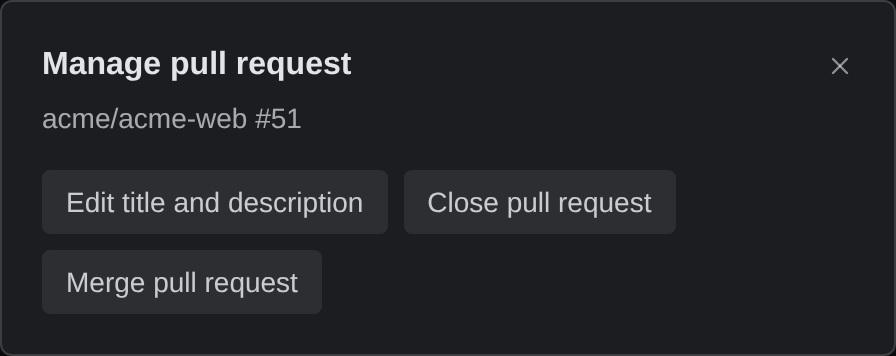 Manage pull request
acme/acme-web #51
Edit title and description
Close pull request
Merge pull request